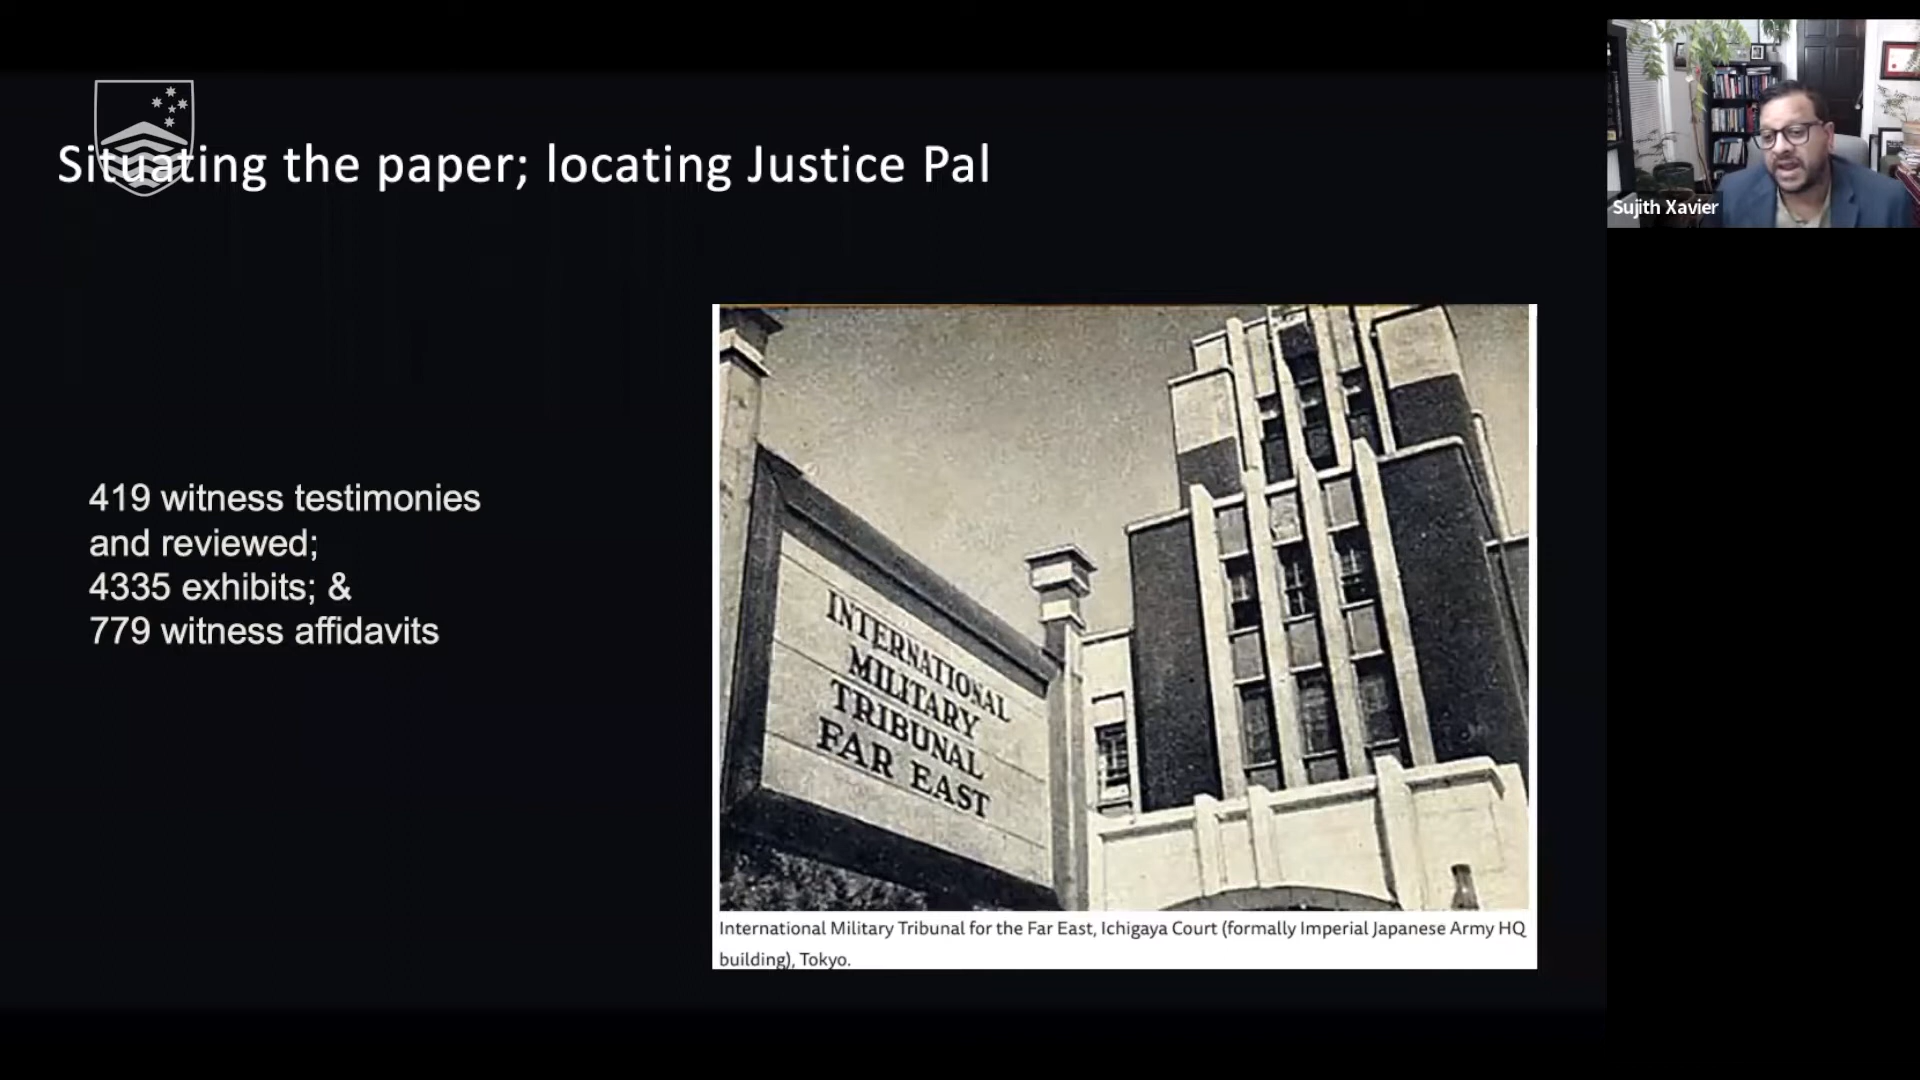 Situating the paper; locating Justice Pal
Sujith Xavier
419 witness testimonies
and reviewed;
4335 exhibits; &
779 witness affidavits
INTERNATIONAL
MILITARY
TRIBUNAL
FAR EAST
International Military Tribunal for the Far East, Ichigaya Court (formally Imperial Japanese Army HQ
building), Tokyo.